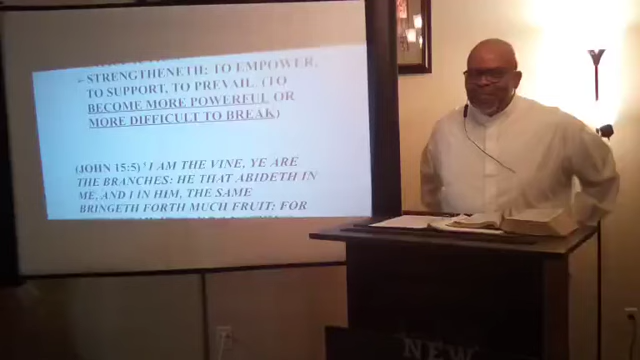 STRENGTHENETH: TO EMPOWER,
TO SUPPORT, TO PREVAIL (TO
BECOME MORE POWERFUL OR
MORE DIFFICULT TO BREAK)
(JOHN 15:5) 'I AM THE VINE, YE ARE
THE BRANCHES: HE THAT ABIDETH IN
ME, AND I IN HIM, THE SAME
BRINGETH FORTH MUCH FRUIT: FOR
NEW